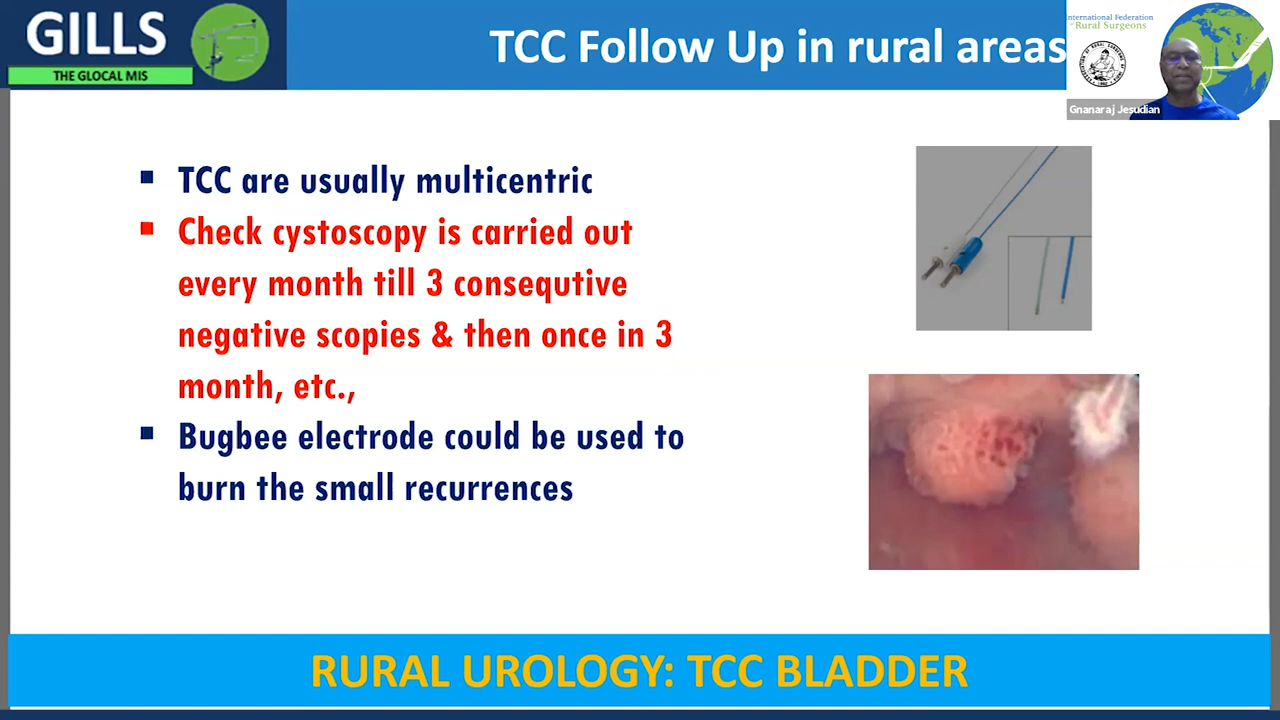 GILLS
THE GLOCAL MIS
TCC Follow Up in rural areas
International Federation
of Rural Surgeons
Gnanaraj Jesudian
TCC are usually multicentric
Check cystoscopy is carried out
every month till 3 consequtive
negative scopies & then once in 3
month, etc.,
Bugbee electrode could be used to
burn the small recurrences
RURAL UROLOGY: TCC BLADDER